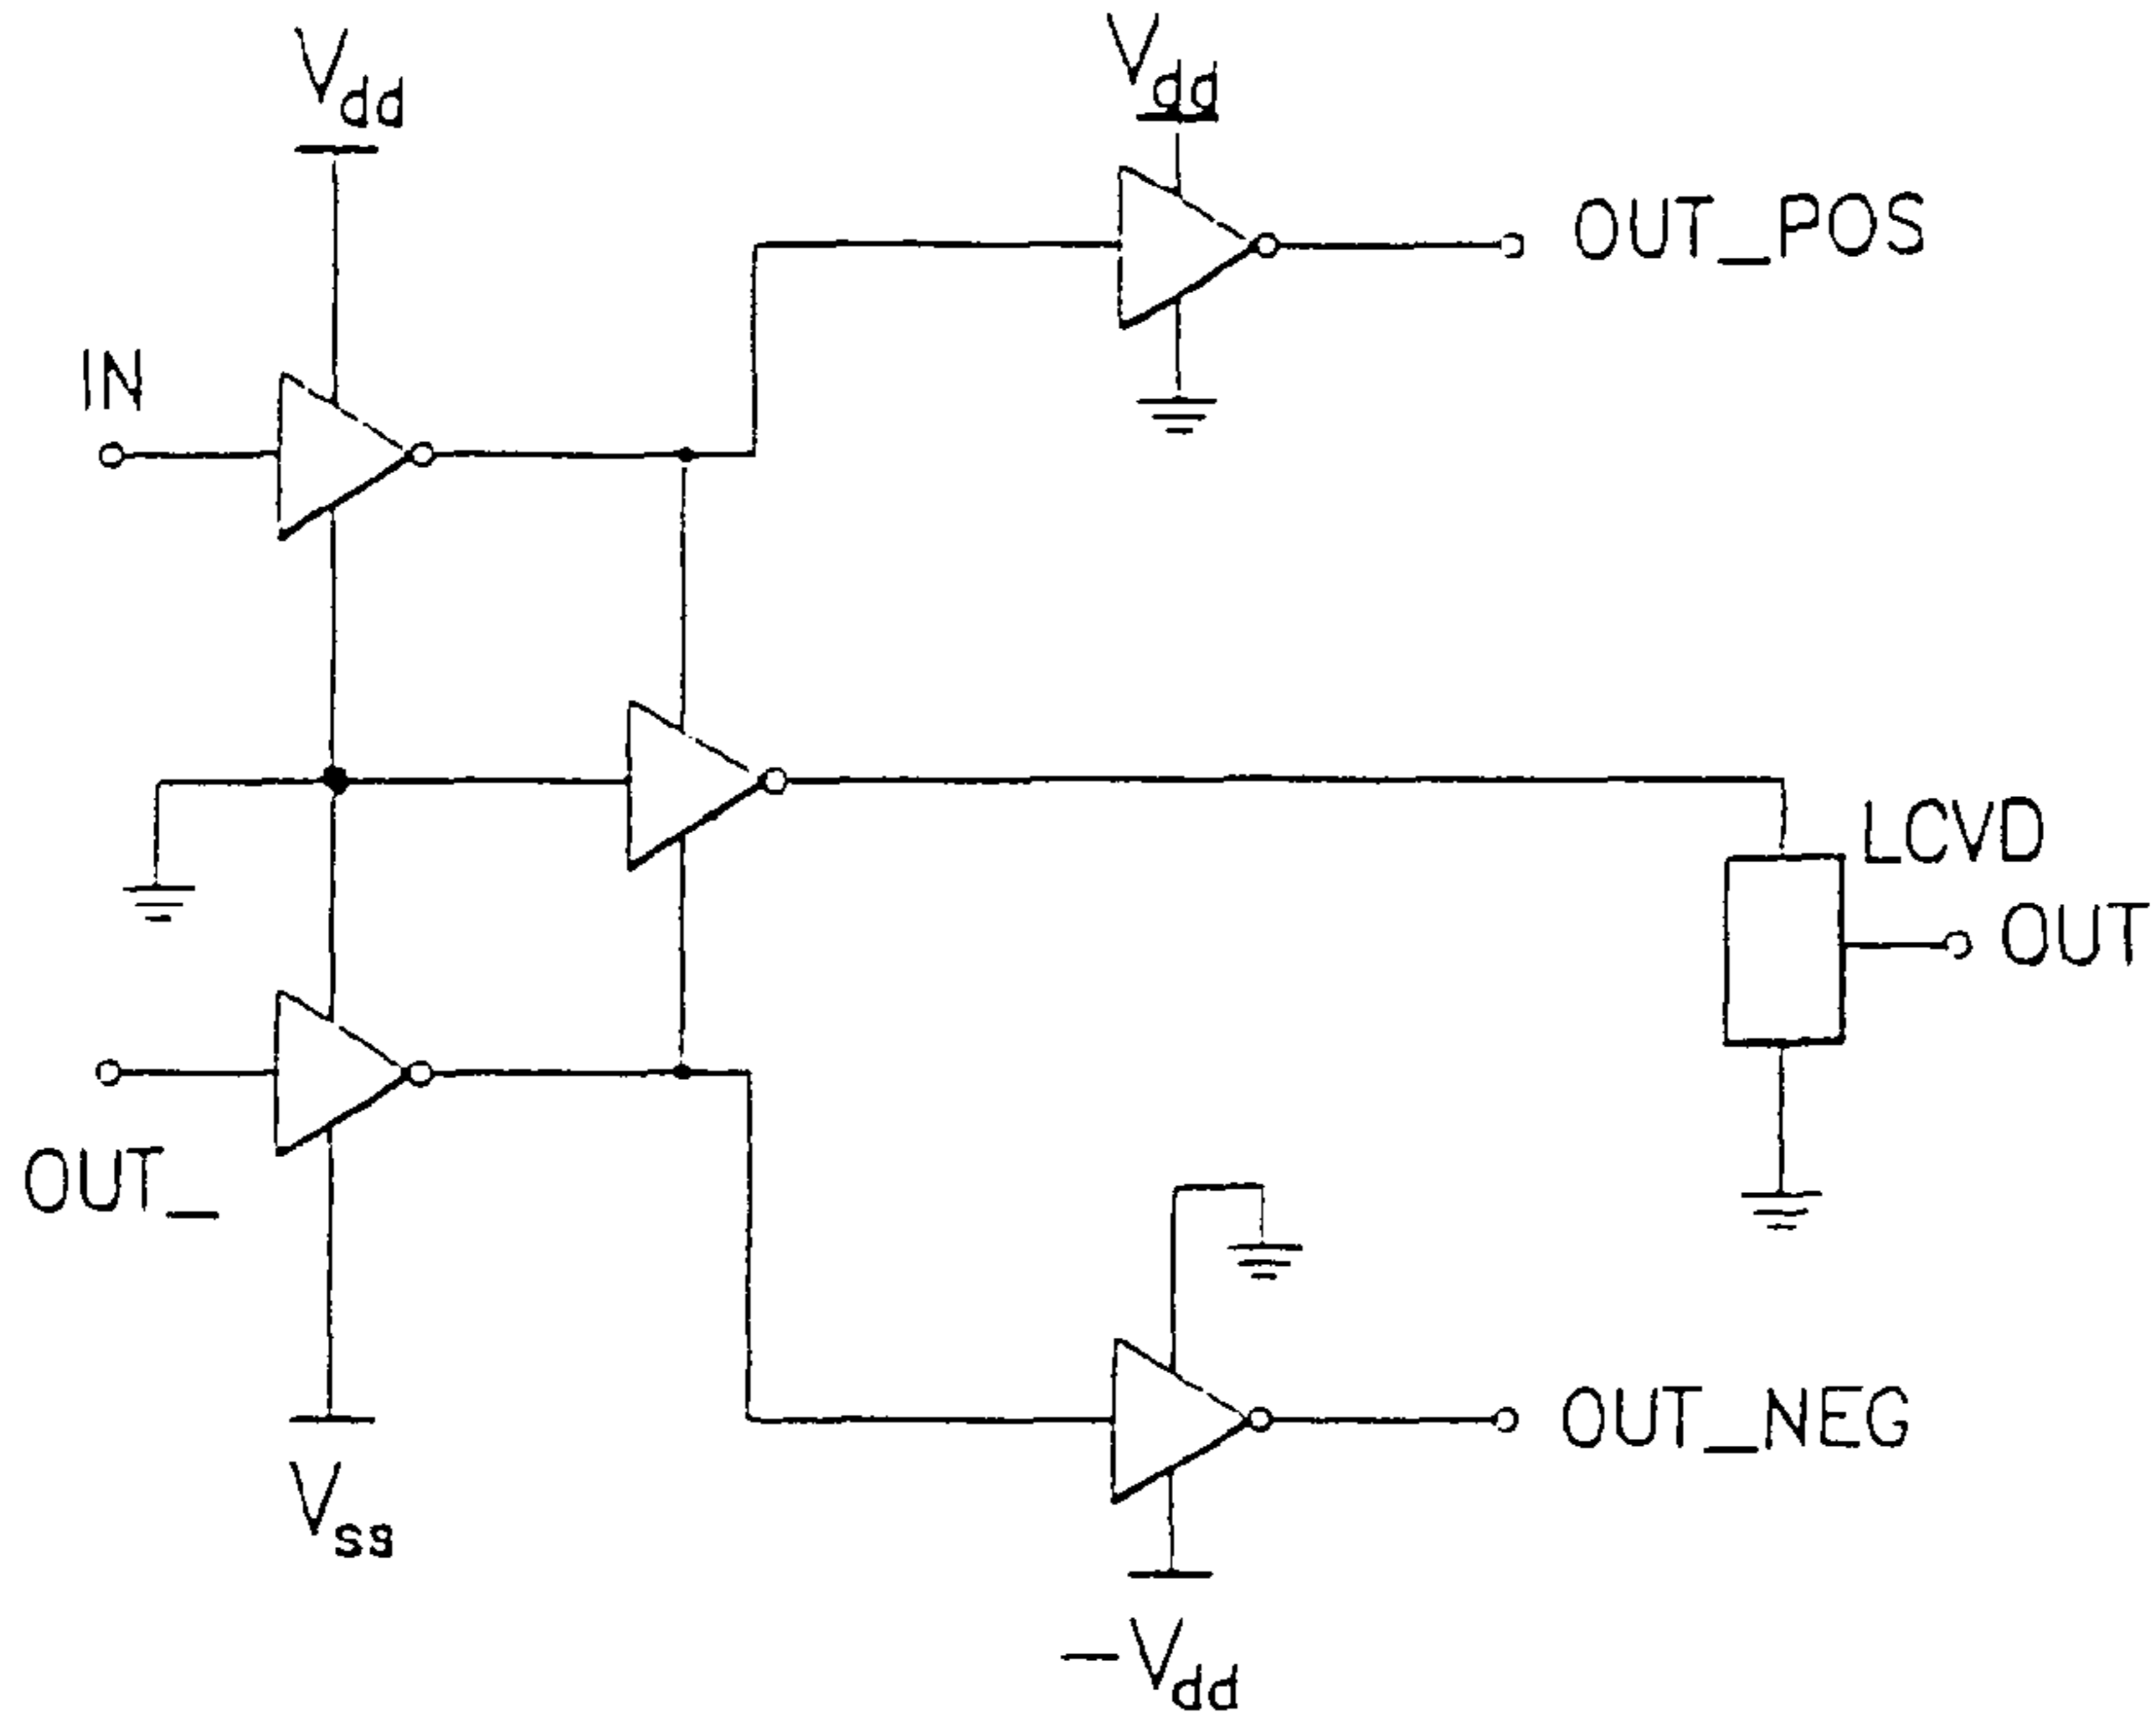 Vdd
Vdd
OUT_POS
IN
LCVD
OUT
OUT_
OUT_NEG
Vss
-Vdd